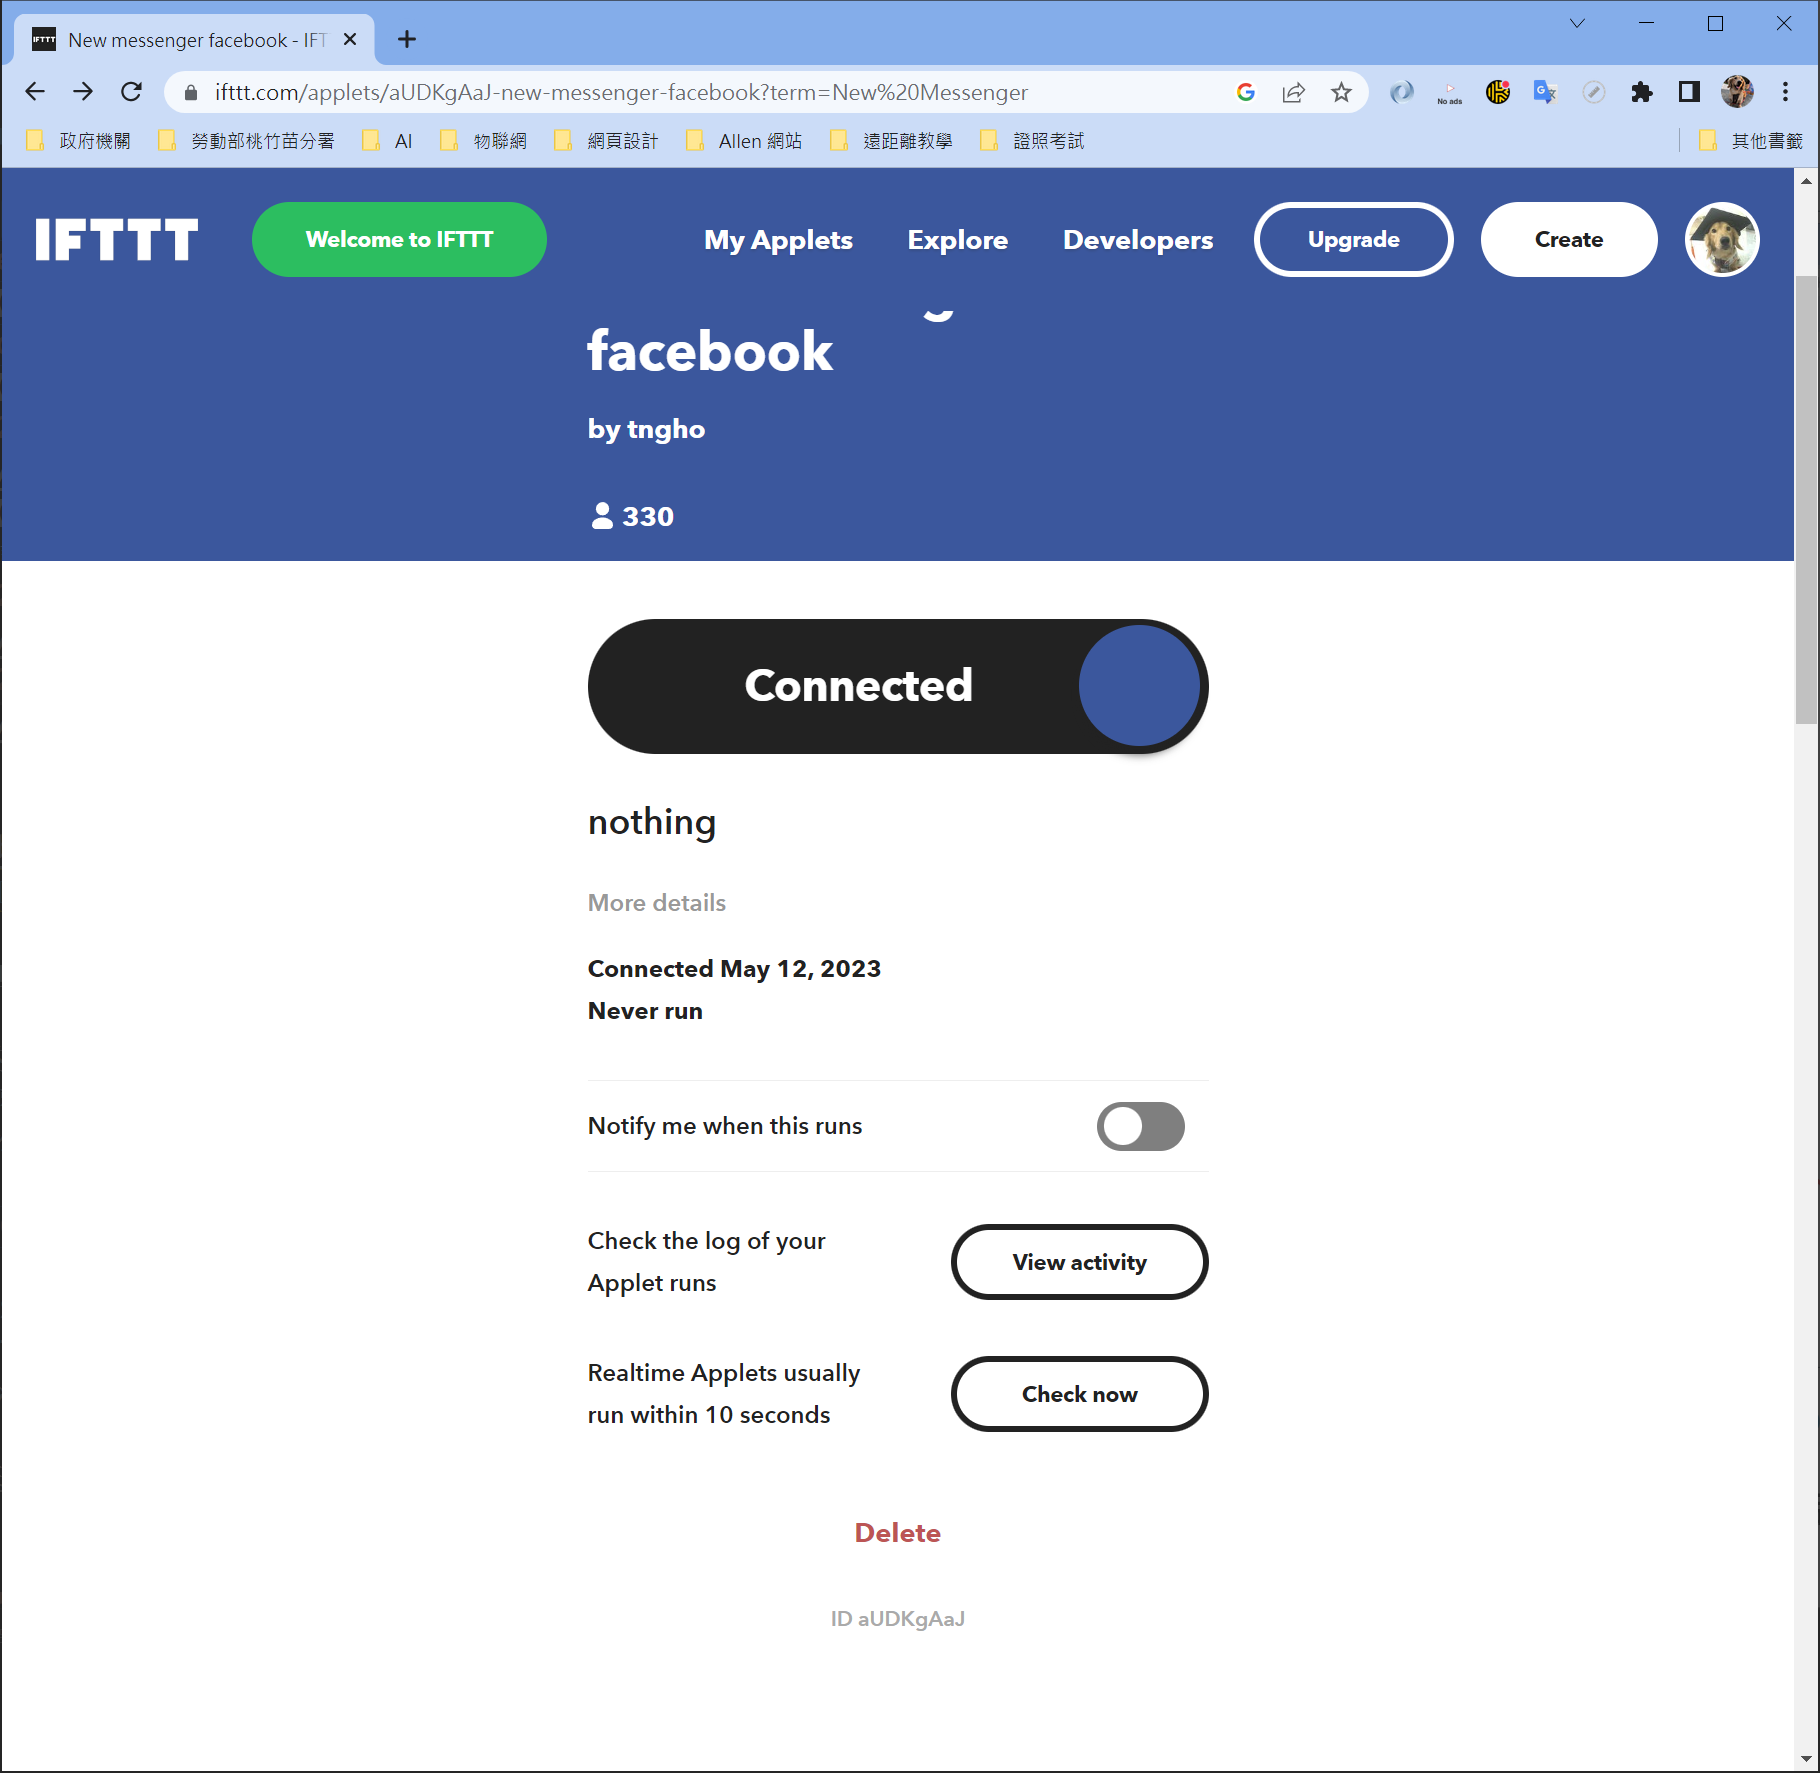 New messenger facebook - IFT
ifttt.com/applets/aUDKgAaJ-new-messenger-facebook?term=New%20Messenger
No ads
政府機關 勞動部桃竹苗分署 AI 物聯網 網頁設計 Allen 網站 遠距離教學 證照考試 其他書籤
IFTTT Welcome to IFTTT My Applets Explore Developers Upgrade Create
facebook
by tngho
330
Connected
nothing
More details
Connected May 12, 2023
Never run
Notify me when this runs
Check the log of your
Applet runs
View activity
Realtime Applets usually
run within 10 seconds
Check now
Delete
ID aUDKgAaJ